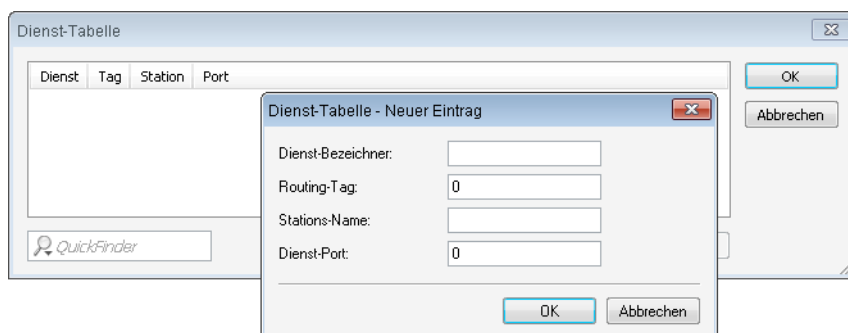 Dienst-Tabelle
Dienst Tag Station Port
OK
Abbrechen
QuickFinder
Dienst-Tabelle - Neuer Eintrag
Dienst-Bezeichner:
Routing-Tag: 0
Stations-Name:
Dienst-Port: 0
OK Abbrechen